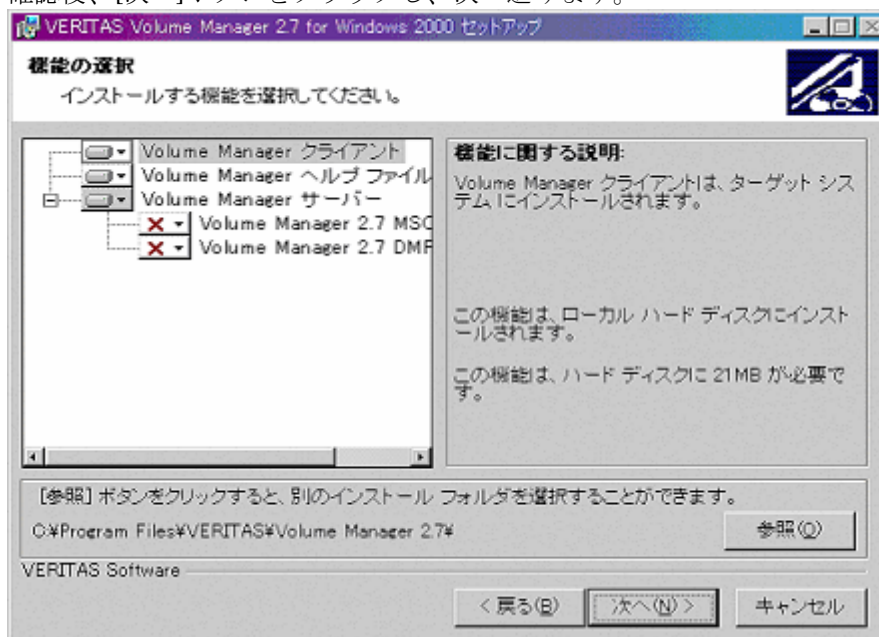 確認後、[次へ]ボタンをクリックし、次へ進みます。
VERITAS Volume Manager 2.7 for Windows 2000 セットアップ
機能の選択
インストールする機能を選択してください。
Volume Manager クライアント
Volume Manager ヘルプ ファイル
Volume Manager サーバー
Volume Manager 2.7 MSC
Volume Manager 2.7 DMP
機能に関する説明:
Volume Manager クライアントは、ターゲット シス
テム にインストールされます。
この機能は、ローカル ハード ディスクにインスト
ールされます。
この機能は、ハード ディスクに 21MB が必要で
す。
[参照] ボタンをクリックすると、別のインストール フォルダを選択することができます。
C:¥Program Files¥VERITAS¥Volume Manager 2.7¥
参照(O)
VERITAS Software
< 戻る(B)
次へ(N) >
キャンセル